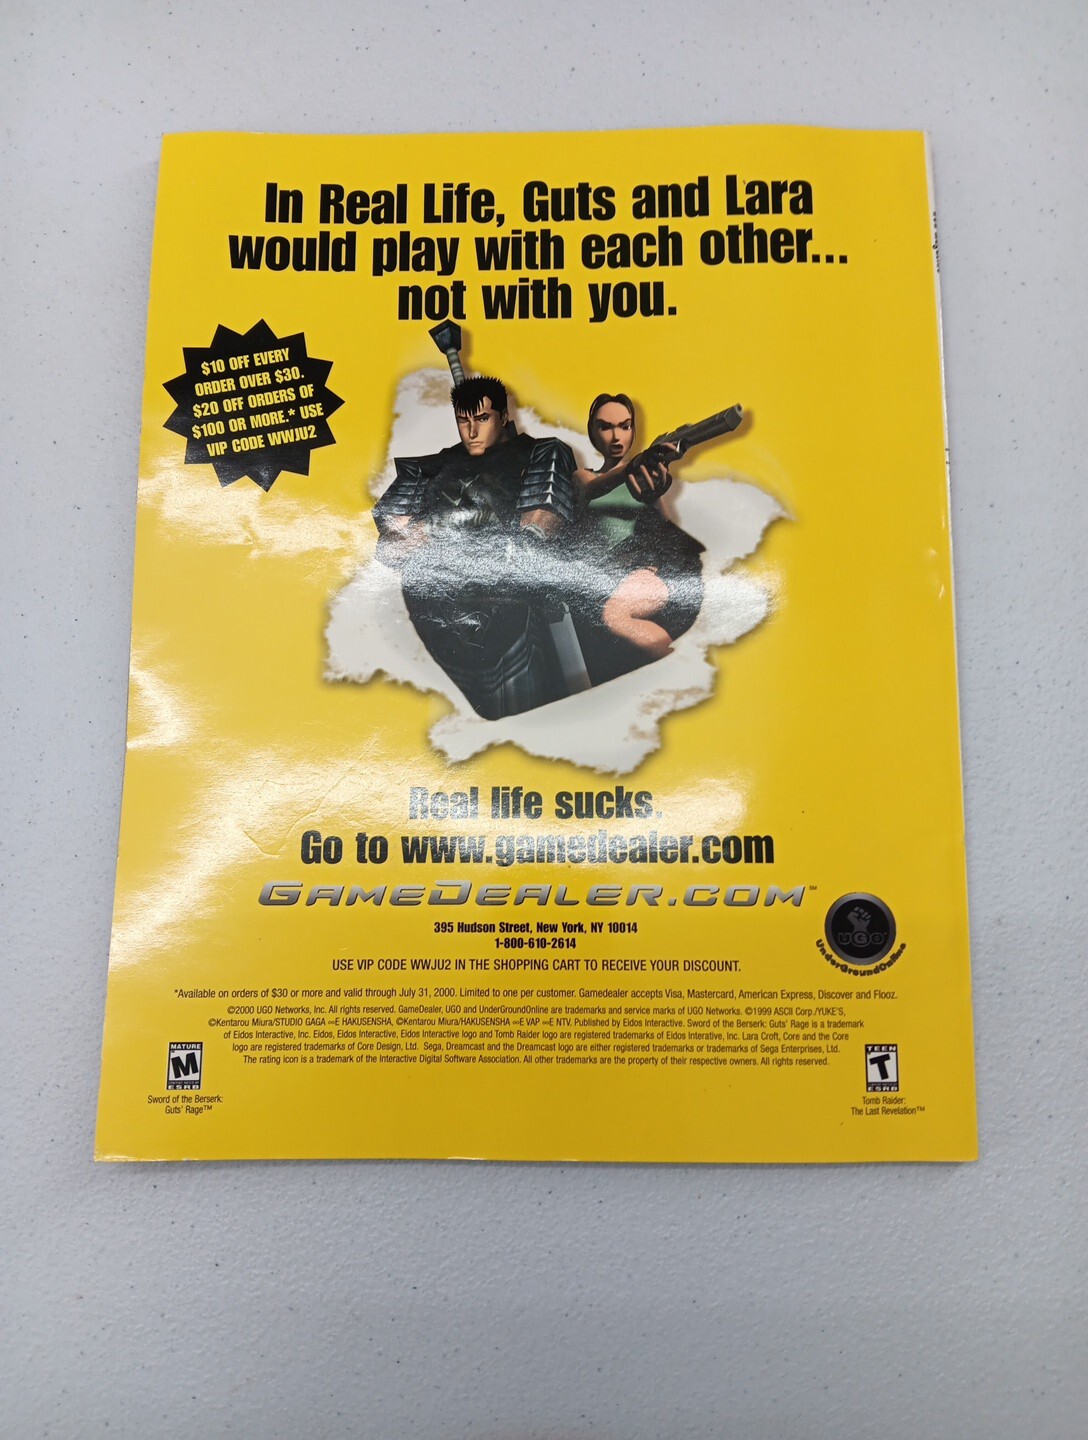 In Real Life, Guts and Lara
would play with each other...
not with you.
$10 OFF EVERY
ORDER OVER $30.
$20 OFF ORDERS OF
$100 OR MORE.* USE
VIP CODE WWJU2
Real life sucks.
Go to www.gamedealer.com
GAMEDEALER.COM℠
UGO
UnderGroundOnline
395 Hudson Street, New York, NY 10014
1-800-610-2614
USE VIP CODE WWJU2 IN THE SHOPPING CART TO RECEIVE YOUR DISCOUNT.
*Available on orders of $30 or more and valid through July 31, 2000. Limited to one per customer. Gamedealer accepts Visa, Mastercard, American Express, Discover and Flooz.
©2000 UGO Networks, Inc. All rights reserved. GameDealer, UGO and UnderGroundOnline are trademarks and service marks of UGO Networks. ©1999 ASCII Corp./YUKE'S,
©Kentarou Miura/STUDIO GAGA ∞E HAKUSENSHA, ©Kentarou Miura/HAKUSENSHA ∞E VAP ∞E NTV. Published by Eidos Interactive. Sword of the Berserk: Guts' Rage is a trademark
of Eidos Interactive, Inc. Eidos, Eidos Interactive, Eidos Interactive logo and Tomb Raider logo are registered trademarks of Eidos Interative, Inc. Lara Croft, Core and the Core
logo are registered trademarks of Core Design, Ltd. Sega, Dreamcast and the Dreamcast logo are either registered trademarks or trademarks of Sega Enterprises, Ltd.
The rating icon is a trademark of the Interactive Digital Software Association. All other trademarks are the property of their respective owners. All rights reserved.
MATURE
M
ESRB
Sword of the Berserk:
Guts' Rage™
TEEN
T
ESRB
Tomb Raider:
The Last Revelation™